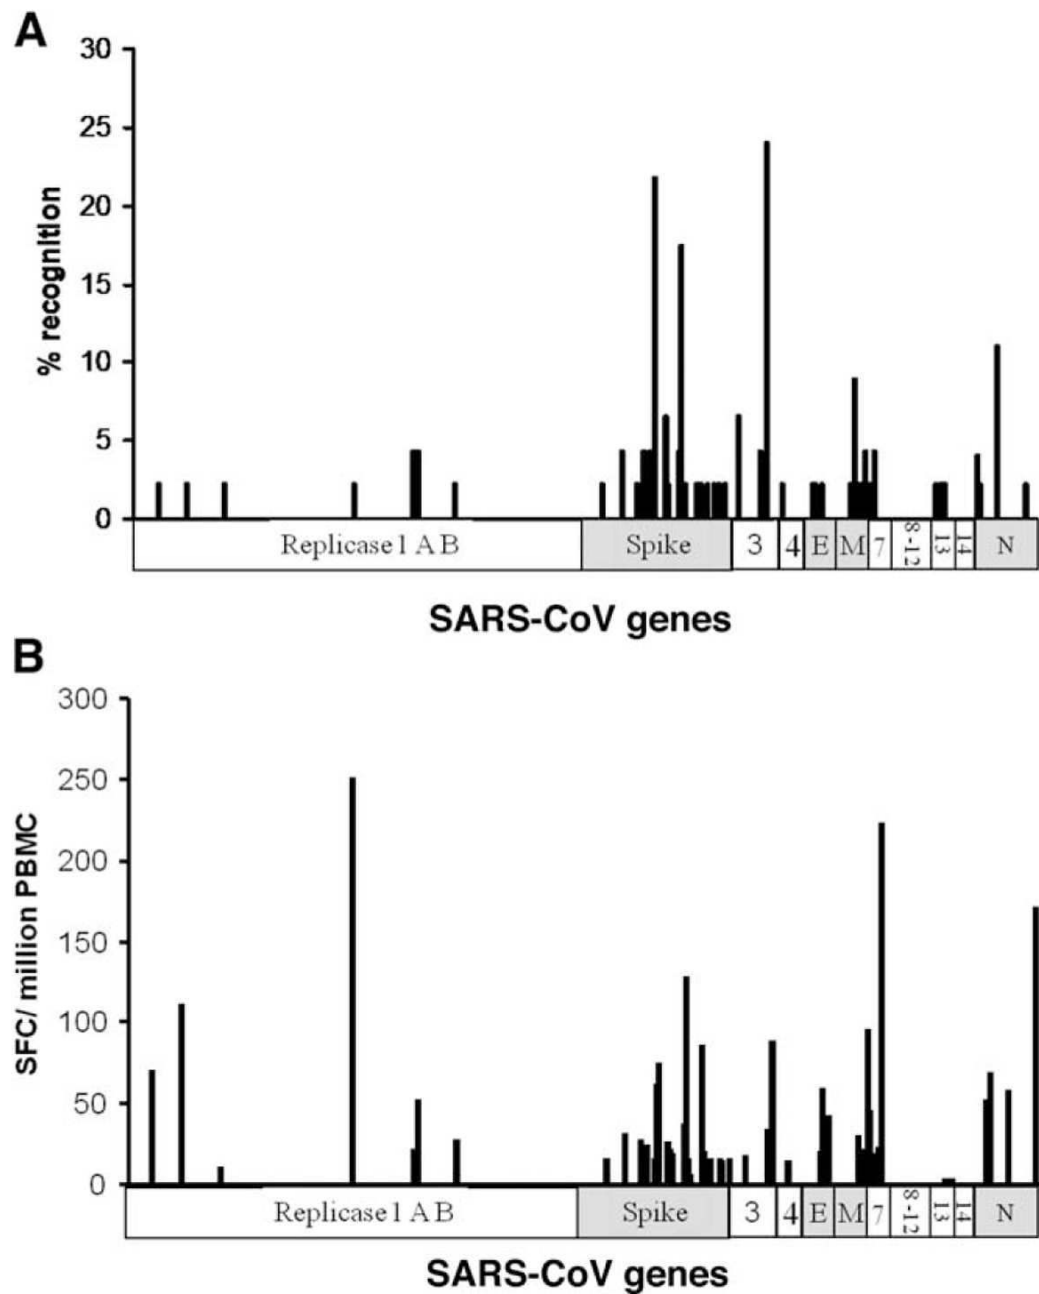 A
30
25
20
15
10
5
0
% recognition
Replicase 1 A B Spike 3 4 E M 7 8-12 13 14 N
SARS-CoV genes
B
300
250
200
150
100
50
0
SFC/ million PBMC
Replicase 1 A B Spike 3 4 E M 7 8-12 13 14 N
SARS-CoV genes